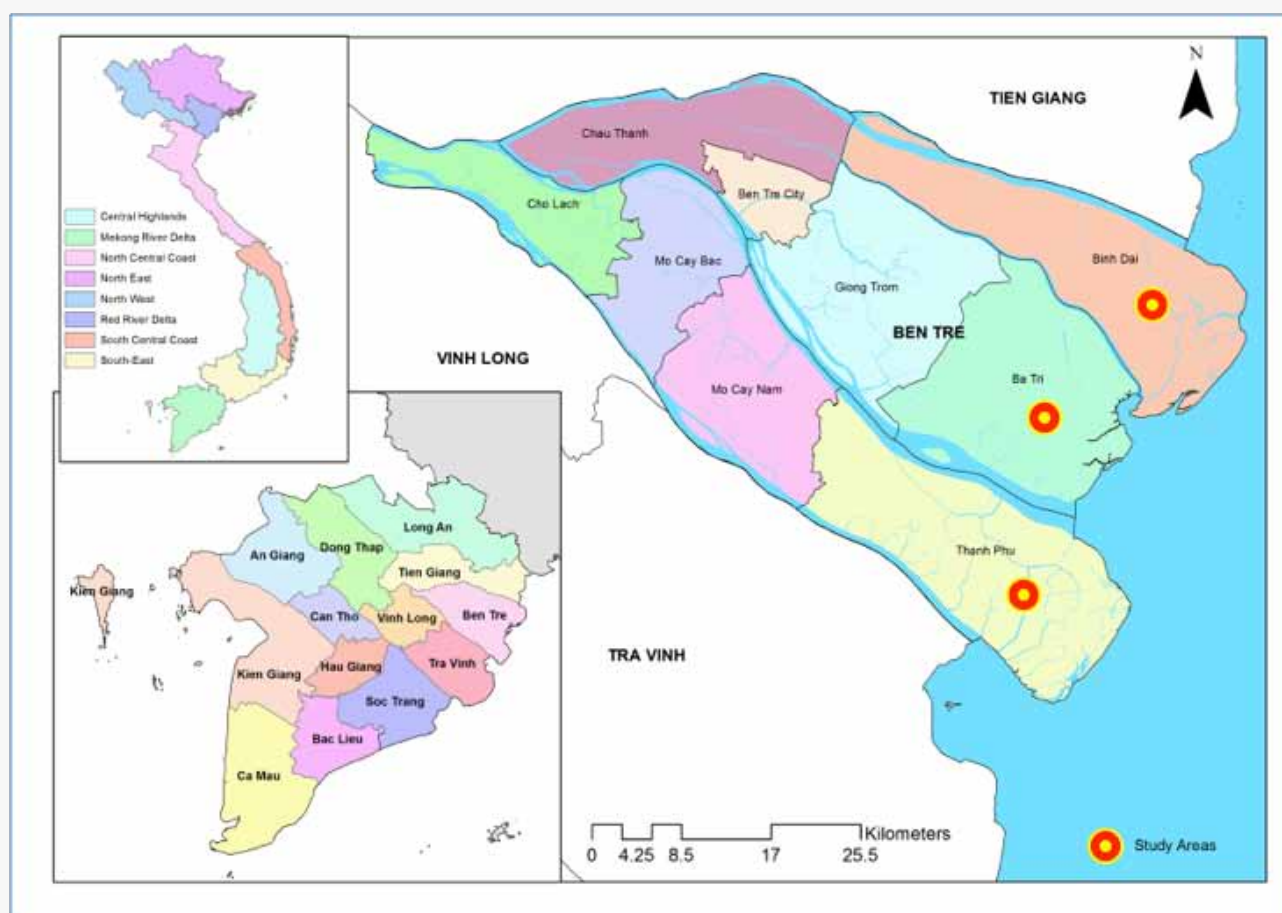 N
TIEN GIANG
Chau Thanh
Ben Tre City
Cho Lach
Mo Cay Bac
Giong Trom
Binh Dai
BEN TRE
VINH LONG
Mo Cay Nam
Ba Tri
Thanh Phu
TRA VINH
Kilometers
0 4.25 8.5 17 25.5
Study Areas
Central Highlands
Mekong River Delta
North Central Coast
North East
North West
Red River Delta
South Central Coast
South-East
Long An
An Giang
Dong Thap
Tien Giang
Kien Giang
Can Tho
Vinh Long
Ben Tre
Kien Giang
Hau Giang
Tra Vinh
Soc Trang
Bac Lieu
Ca Mau